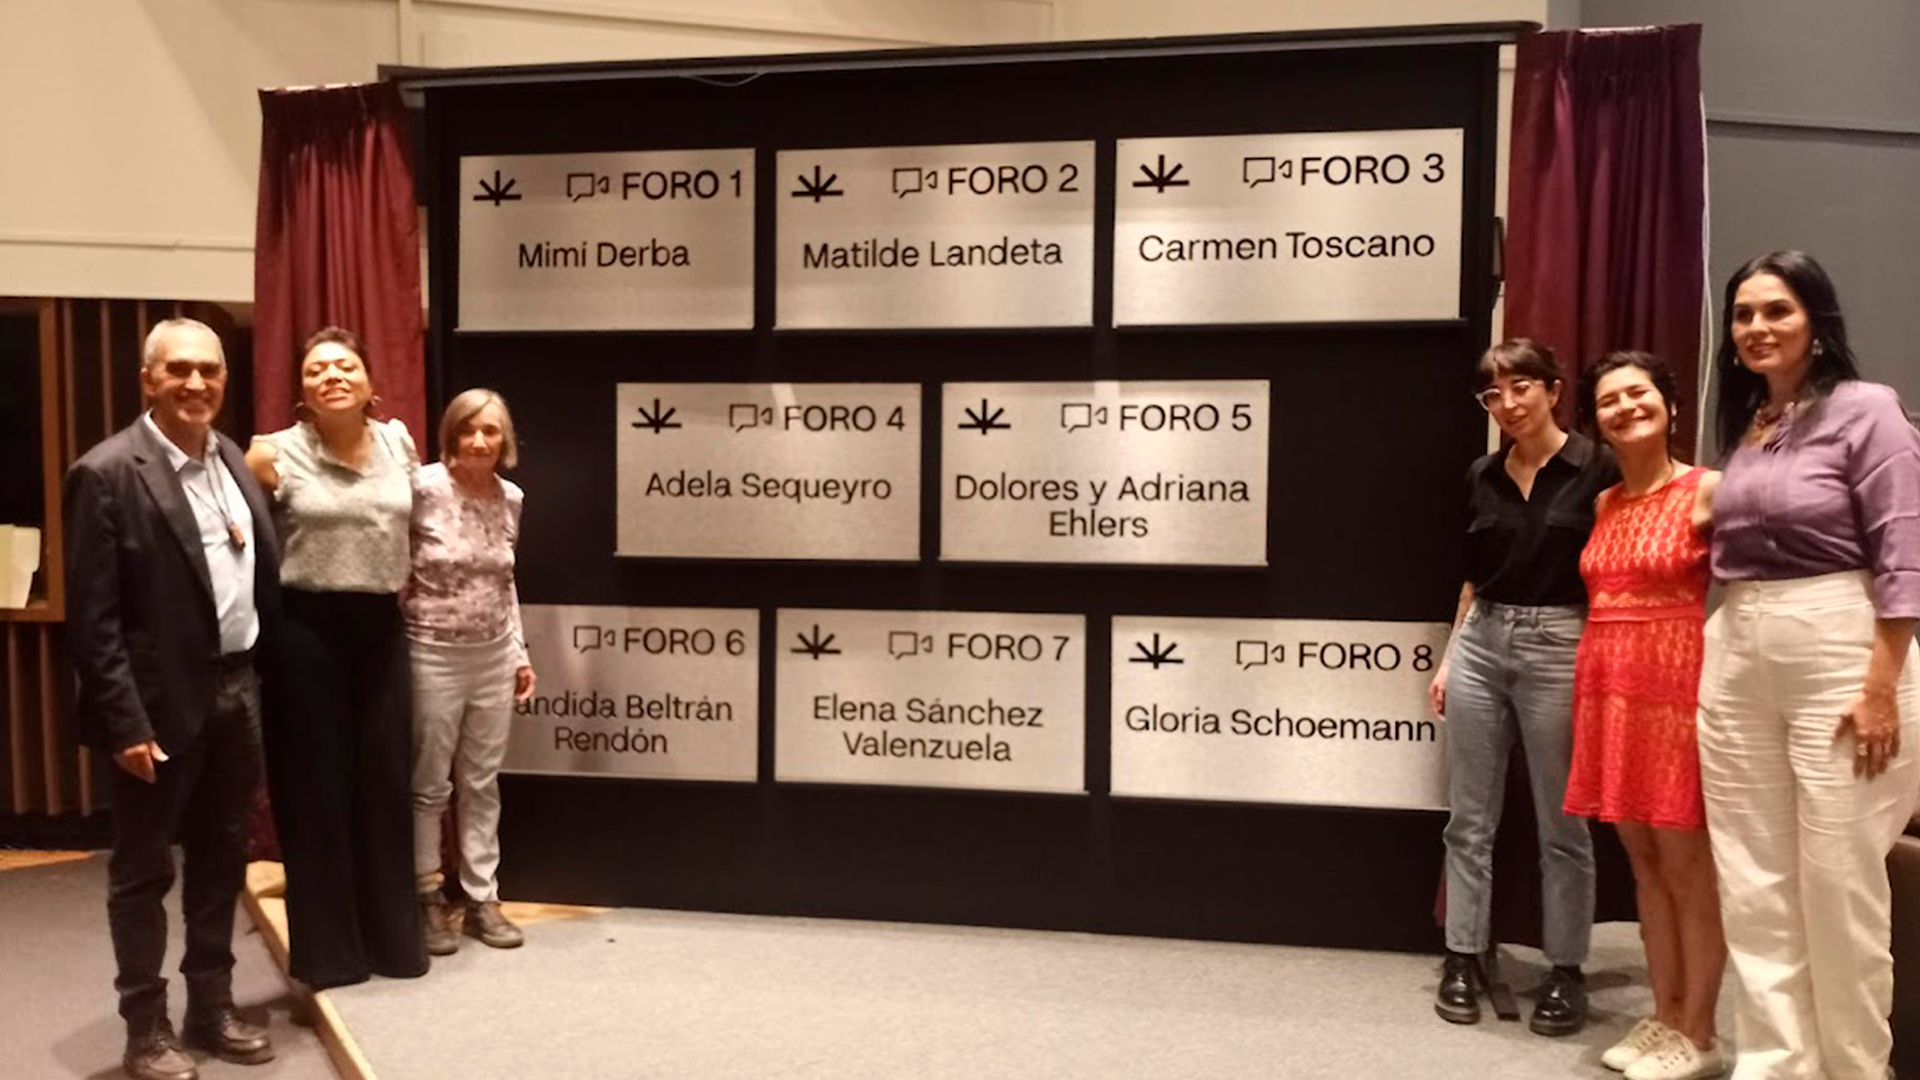 FORO 1
Mimí Derba
FORO 2
Matilde Landeta
FORO 3
Carmen Toscano
FORO 4
Adela Sequeyro
FORO 5
Dolores y Adriana
Ehlers
FORO 6
Beltrán
Rendón
FORO 7
Elena Sánchez
Valenzuela
FORO 8
Gloria Schoemann